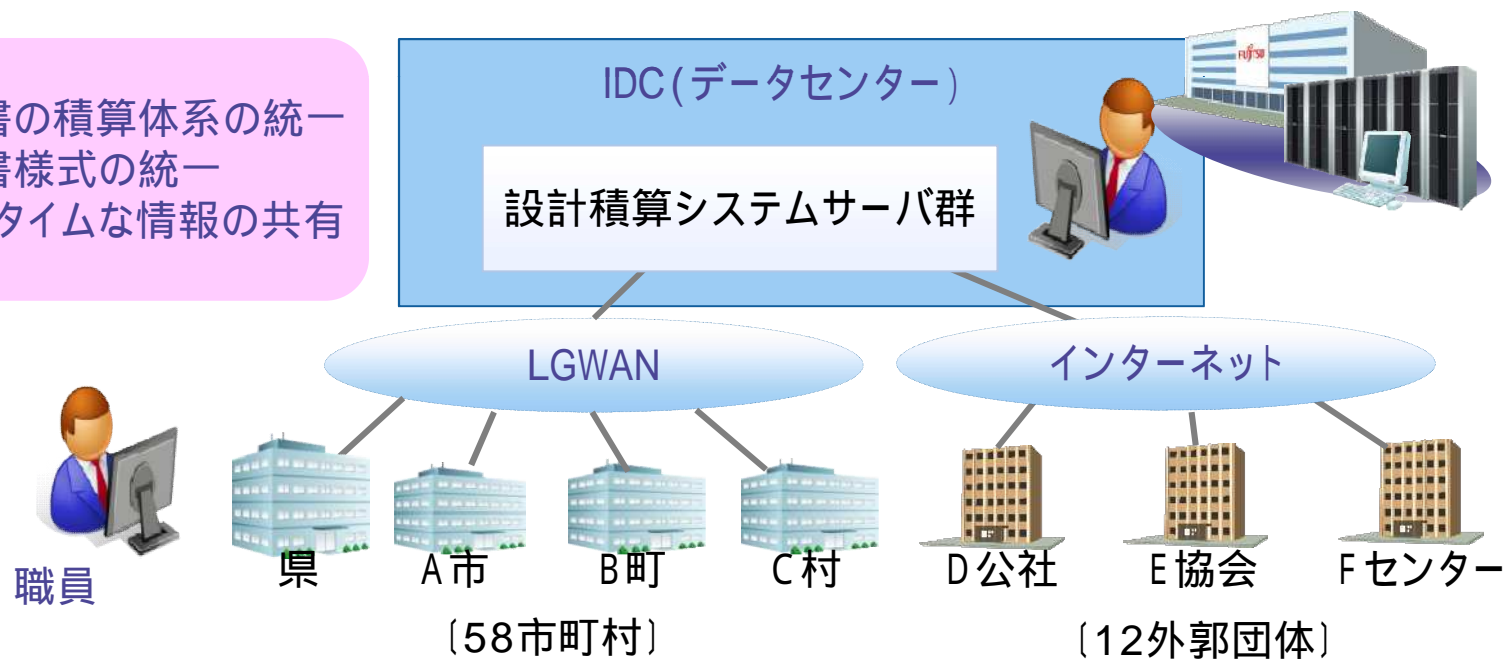 書の積算体系の統一
書様式の統一
タイムな情報の共有
IDC(データセンター)
FUJITSU
設計積算システムサーバ群
LGWAN
インターネット
職員
県
A市
B町
C村
D公社
E協会
Fセンター
〔58市町村〕
〔12外郭団体〕